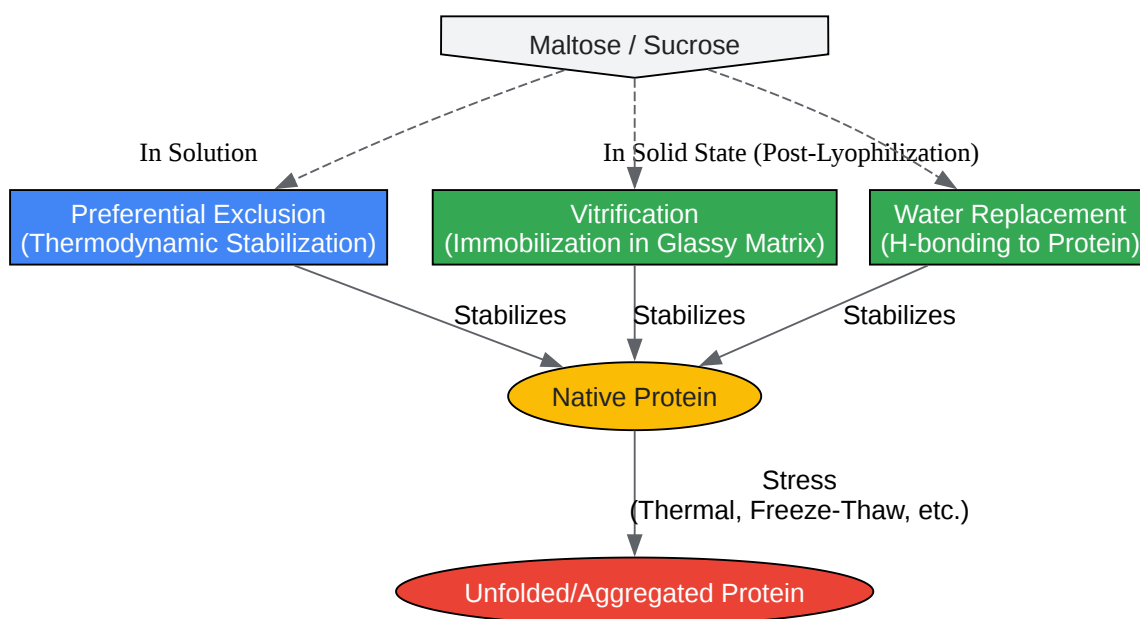 Maltose / Sucrose
In Solution
In Solid State (Post-Lyophilization)
Preferential Exclusion
(Thermodynamic Stabilization)
Vitrification
(Immobilization in Glassy Matrix)
Water Replacement
(H-bonding to Protein)
Stabilizes
Stabilizes
Stabilizes
Native Protein
Stress
(Thermal, Freeze-Thaw, etc.)
Unfolded/Aggregated Protein